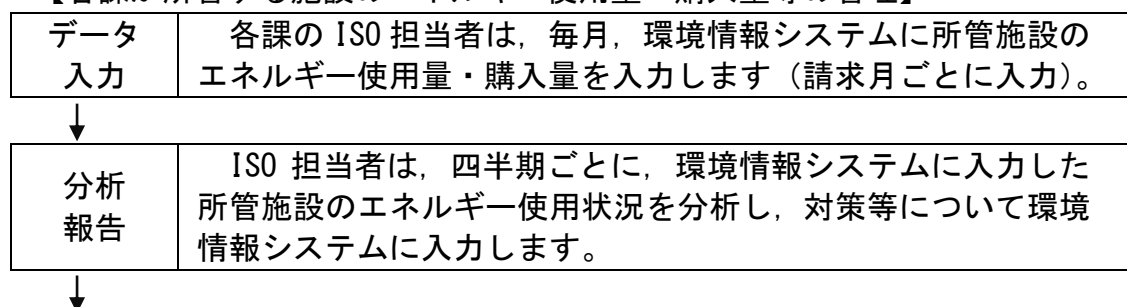 データ
入力
各課の ISO 担当者は，毎月，環境情報システムに所管施設の
エネルギー使用量・購入量を入力します（請求月ごとに入力）。
↓
分析
報告
ISO 担当者は，四半期ごとに，環境情報システムに入力した
所管施設のエネルギー使用状況を分析し，対策等について環境
情報システムに入力します。
↓